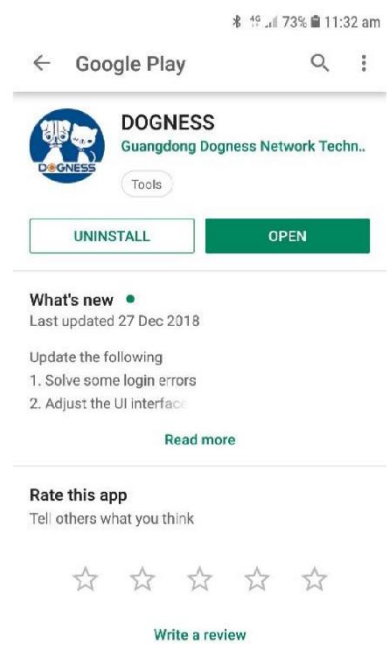 4G 73% 11:32 am
Google Play
DOGNESS
DOGNESS
Guangdong Dogness Network Techn..
Tools
UNINSTALL
OPEN
What's new
Last updated 27 Dec 2018
Update the following
1. Solve some login errors
2. Adjust the UI interface
Read more
Rate this app
Tell others what you think
Write a review